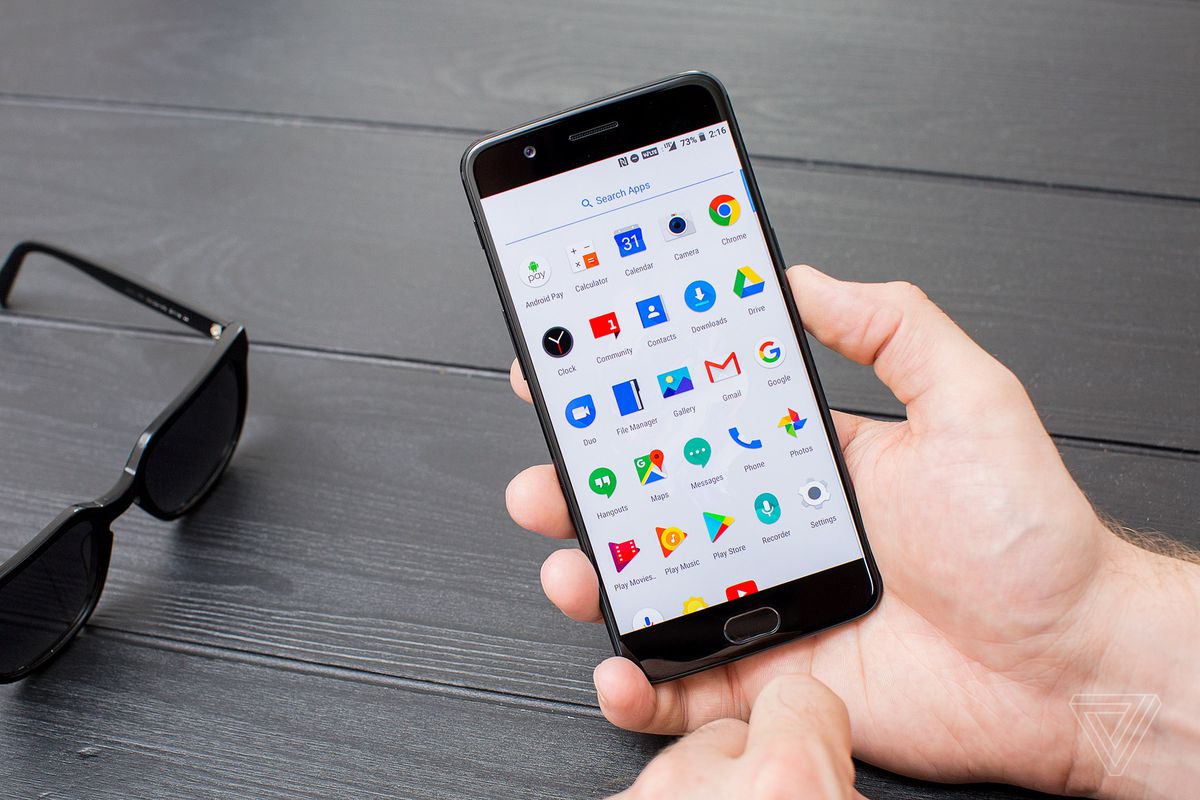 VoLTE LTE 73% 2:16
Search Apps
31
pay
Android Pay
Calculator
Calendar
Camera
Chrome
1
Clock
Community
Contacts
Downloads
Drive
Duo
File Manager
Gallery
Gmail
G
Google
Hangouts
G
Maps
Messages
Phone
Photos
Play Movies..
Play Music
Play Store
Recorder
Settings